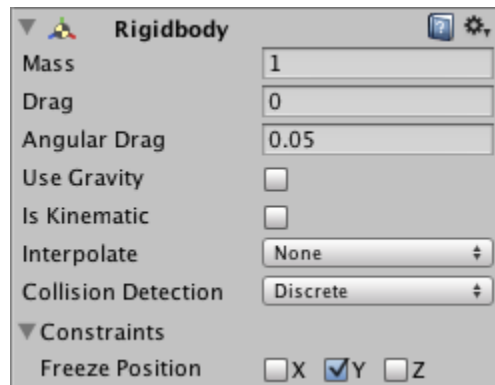 Rigidbody
Mass 1
Drag 0
Angular Drag 0.05
Use Gravity
Is Kinematic
Interpolate None
Collision Detection Discrete
Constraints
Freeze Position X Y Z